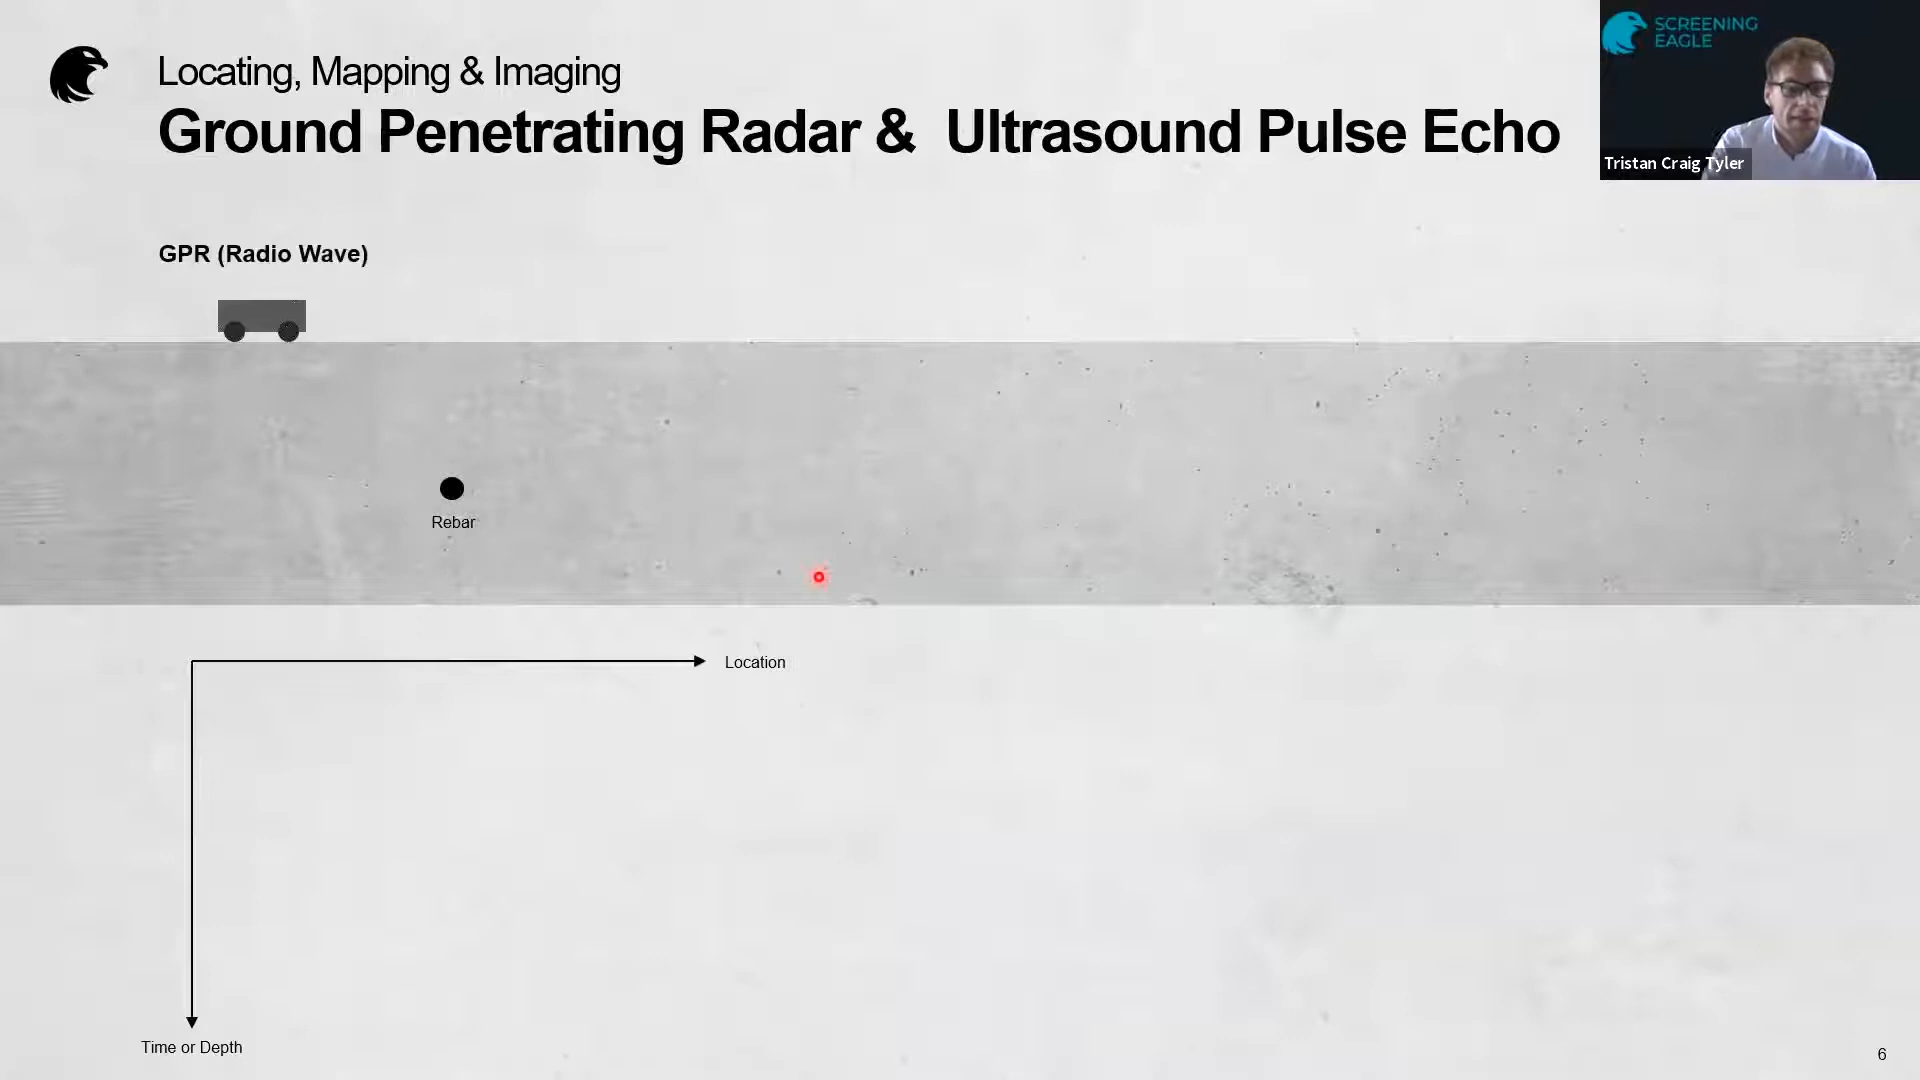 Locating, Mapping & Imaging
Ground Penetrating Radar & Ultrasound Pulse Echo
SCREENING
EAGLE
Tristan Craig Tyler
GPR (Radio Wave)
Rebar
Location
Time or Depth
6